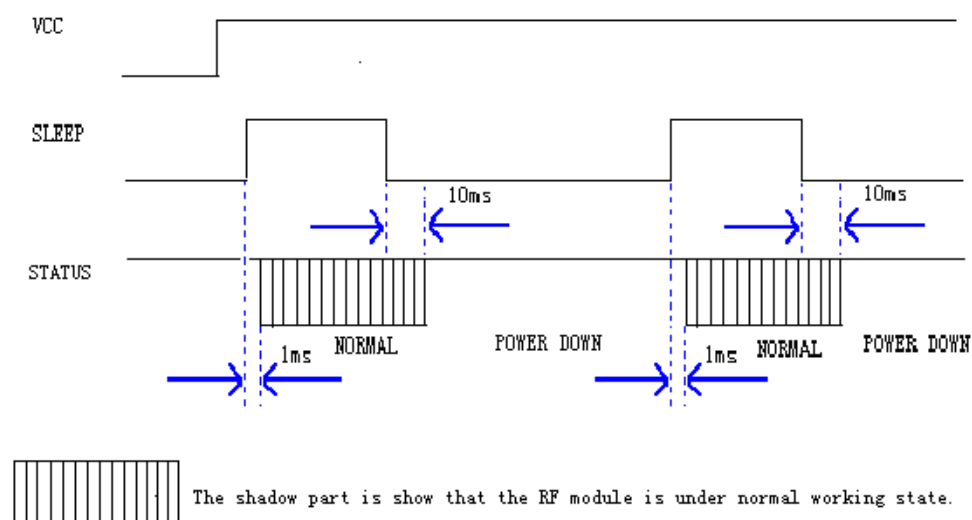 VCC
SLEEP
10ms
10ms
STATUS
1ms
NORMAL
POWER DOWN
1ms
NORMAL
POWER DOWN
The shadow part is show that the RF module is under normal working state.